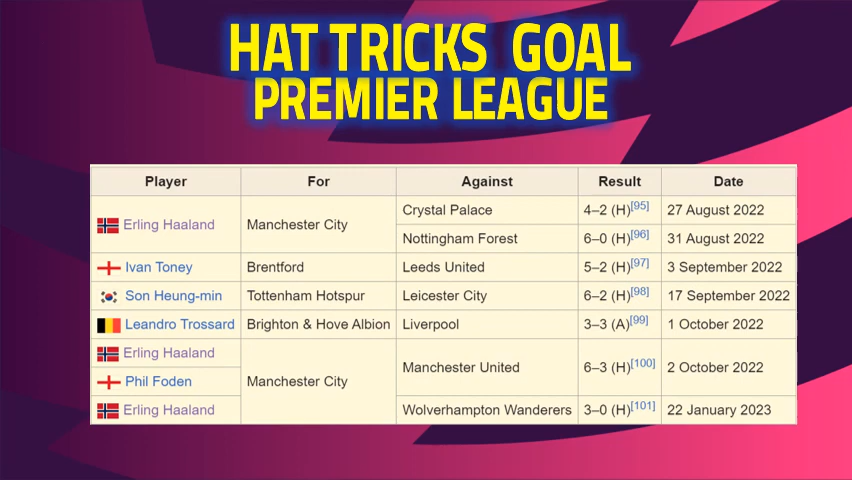 HAT TRICKS GOAL
PREMIER LEAGUE
Player For Against Result Date
Erling Haaland Manchester City Crystal Palace 4–2 (H)[95] 27 August 2022
Nottingham Forest 6–0 (H)[96] 31 August 2022
Ivan Toney Brentford Leeds United 5–2 (H)[97] 3 September 2022
Son Heung-min Tottenham Hotspur Leicester City 6–2 (H)[98] 17 September 2022
Leandro Trossard Brighton & Hove Albion Liverpool 3–3 (A)[99] 1 October 2022
Erling Haaland Manchester City Manchester United 6–3 (H)[100] 2 October 2022
Phil Foden
Erling Haaland Wolverhampton Wanderers 3–0 (H)[101] 22 January 2023